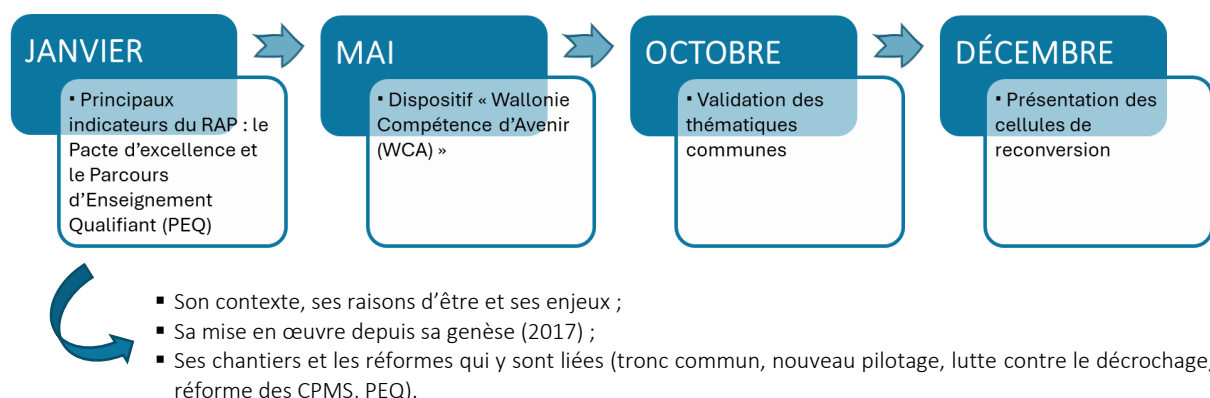 JANVIER
▪ Principaux
indicateurs du RAP : le
Pacte d’excellence et
le Parcours
d’Enseignement
Qualifiant (PEQ)
MAI
▪ Dispositif « Wallonie
Compétence d’Avenir
(WCA) »
OCTOBRE
▪ Validation des
thématiques
communes
DÉCEMBRE
▪ Présentation des
cellules de
reconversion
▪ Son contexte, ses raisons d’être et ses enjeux ;
▪ Sa mise en œuvre depuis sa genèse (2017) ;
▪ Ses chantiers et les réformes qui y sont liées (tronc commun, nouveau pilotage, lutte contre le décrochage,
réforme des CPMS, PEQ).